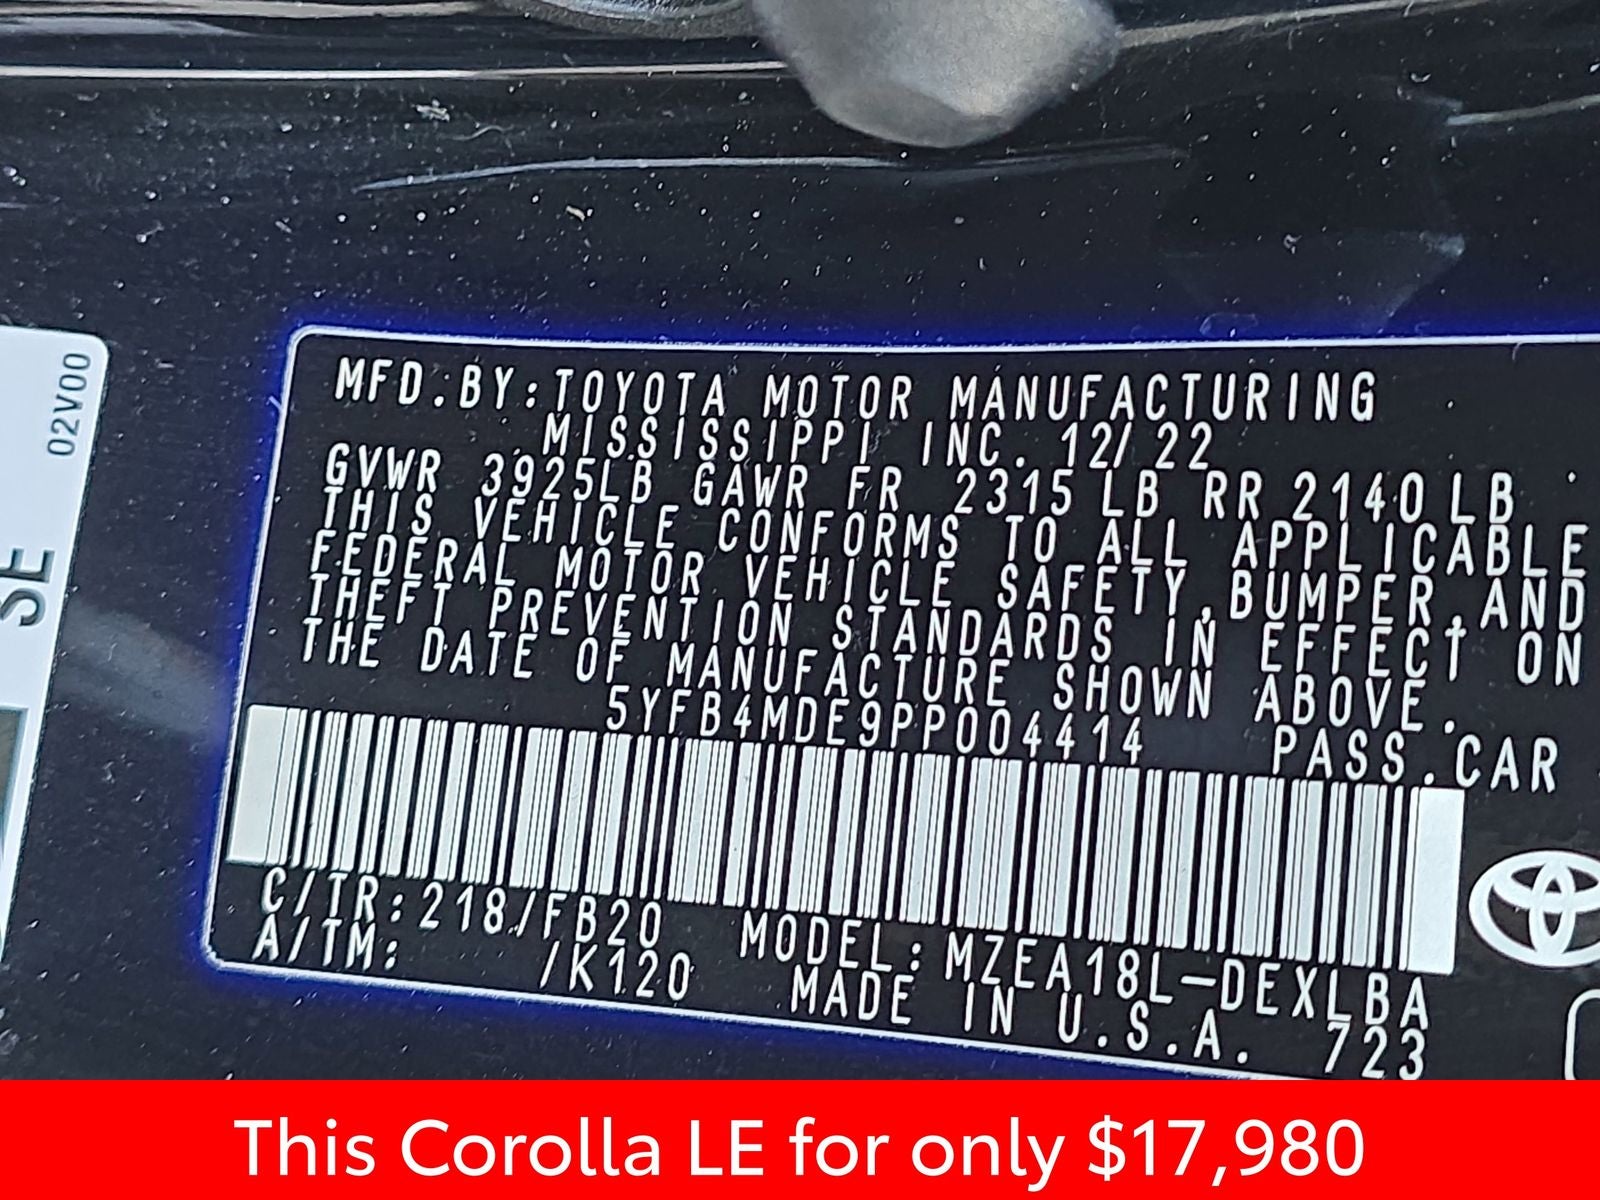 02V00
SE
MFD.BY:TOYOTA MOTOR MANUFACTURING
MISSISSIPPI INC. 12/22
GVWR 3925LB GAWR FR 2315LB RR 2140LB
THIS VEHICLE CONFORMS TO ALL APPLICABLE
FEDERAL MOTOR VEHICLE SAFETY,BUMPER,AND
THEFT PREVENTION STANDARDS IN EFFECT ON
THE DATE OF MANUFACTURE SHOWN ABOVE.
5YFB4MDE9PP004414 PASS.CAR
C/TR:218/FB20 MODEL:MZEA18L-DEXLBA
A/TM: /K120 MADE IN U.S.A. 723
This Corolla LE for only $17,980